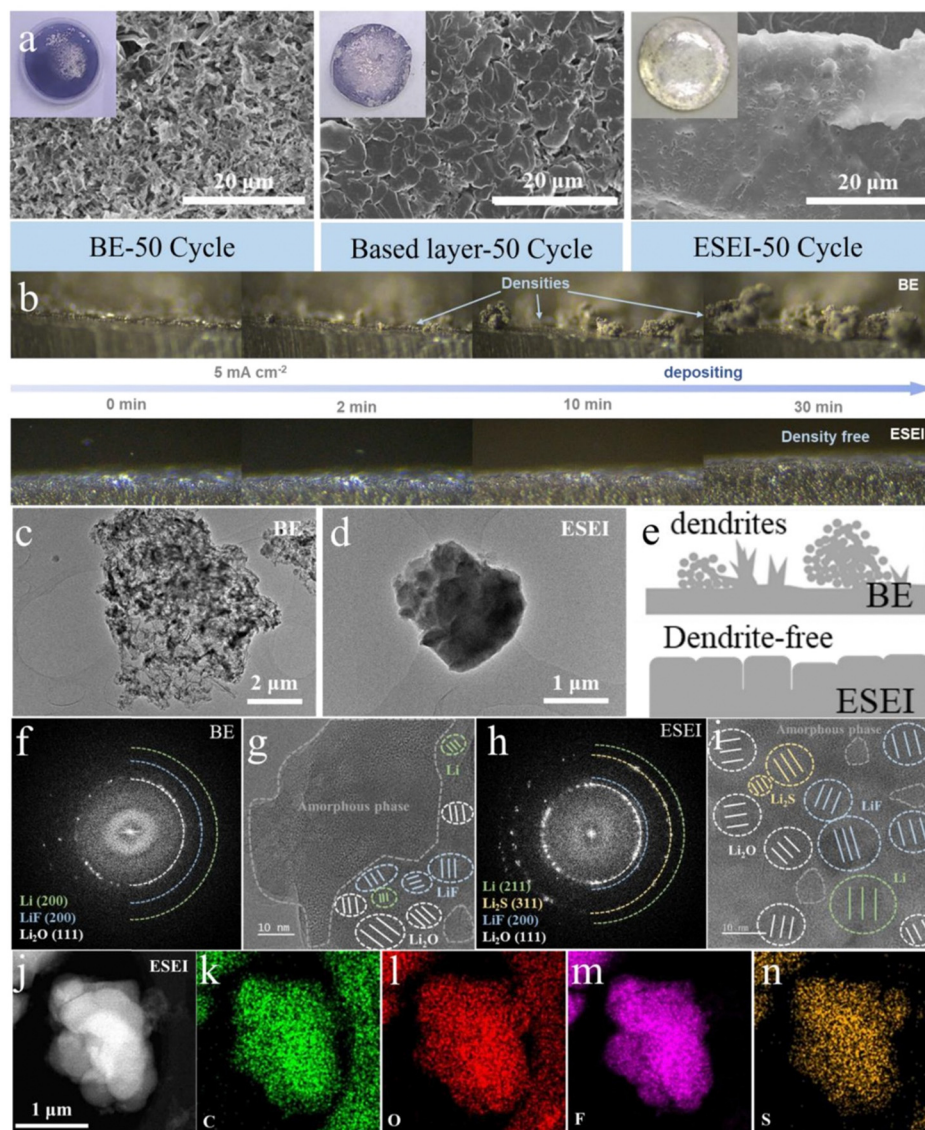 a
20 μm
20 μm
20 μm
BE-50 Cycle
Based layer-50 Cycle
ESEI-50 Cycle
b
Densities
BE
5 mA cm⁻²
depositing
0 min
2 min
10 min
30 min
Density free
ESEI
c
BE
2 μm
d
ESEI
1 μm
e
dendrites
BE
Dendrite-free
ESEI
f
BE
Li (200)
LiF (200)
Li₂O (111)
g
Li
Amorphous phase
LiF
Li₂O
10 nm
h
ESEI
Li (211)
Li₂S (311)
LiF (200)
Li₂O (111)
i
Amorphous phase
Li₂S
LiF
Li₂O
Li
10 nm
j
ESEI
1 μm
k
C
l
O
m
F
n
S